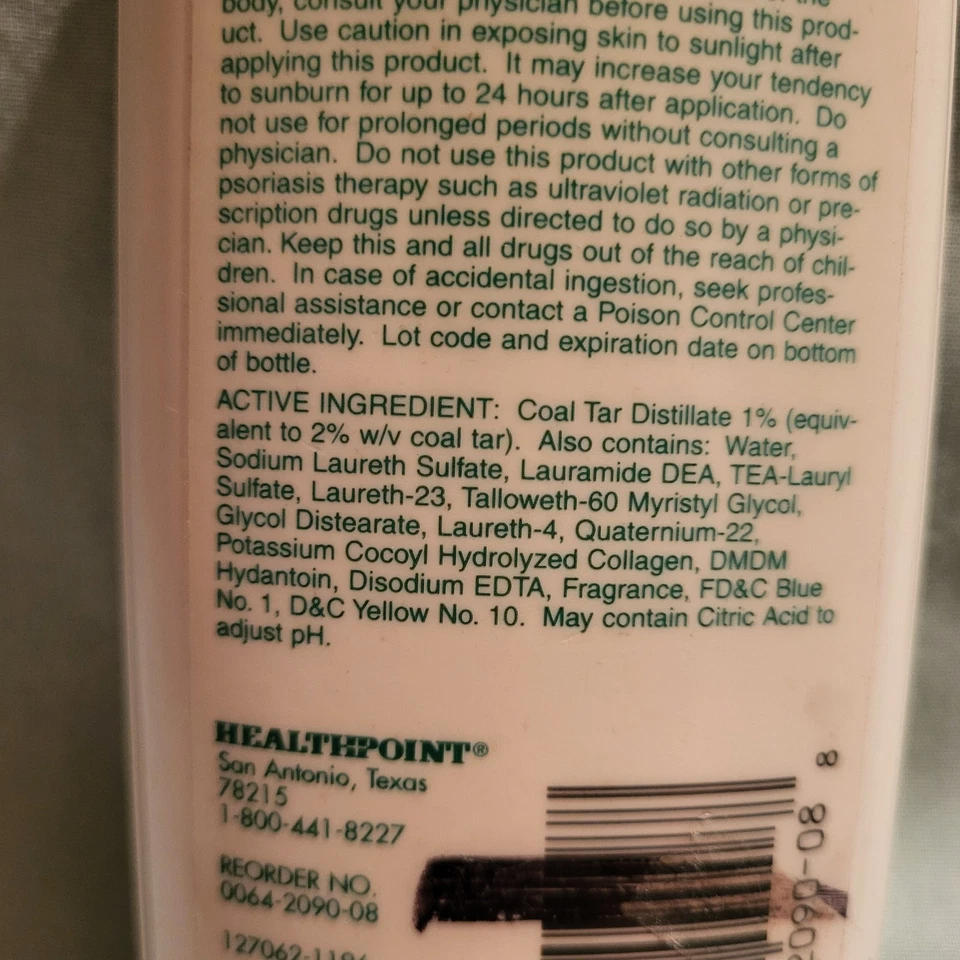 body, consult your physician before using this prod-
uct. Use caution in exposing skin to sunlight after
applying this product. It may increase your tendency
to sunburn for up to 24 hours after application. Do
not use for prolonged periods without consulting a
physician. Do not use this product with other forms of
psoriasis therapy such as ultraviolet radiation or pre-
scription drugs unless directed to do so by a physi-
cian. Keep this and all drugs out of the reach of chil-
dren. In case of accidental ingestion, seek profes-
sional assistance or contact a Poison Control Center
immediately. Lot code and expiration date on bottom
of bottle.
ACTIVE INGREDIENT: Coal Tar Distillate 1% (equiv-
alent to 2% w/v coal tar). Also contains: Water,
Sodium Laureth Sulfate, Lauramide DEA, TEA-Lauryl
Sulfate, Laureth-23, Talloweth-60 Myristyl Glycol,
Glycol Distearate, Laureth-4, Quaternium-22,
Potassium Cocoyl Hydrolyzed Collagen, DMDM
Hydantoin, Disodium EDTA, Fragrance, FD&C Blue
No. 1, D&C Yellow No. 10. May contain Citric Acid to
adjust pH.
HEALTHPOINT®
San Antonio, Texas
78215
1-800-441-8227
REORDER NO.
0064-2090-08
2090-08
8